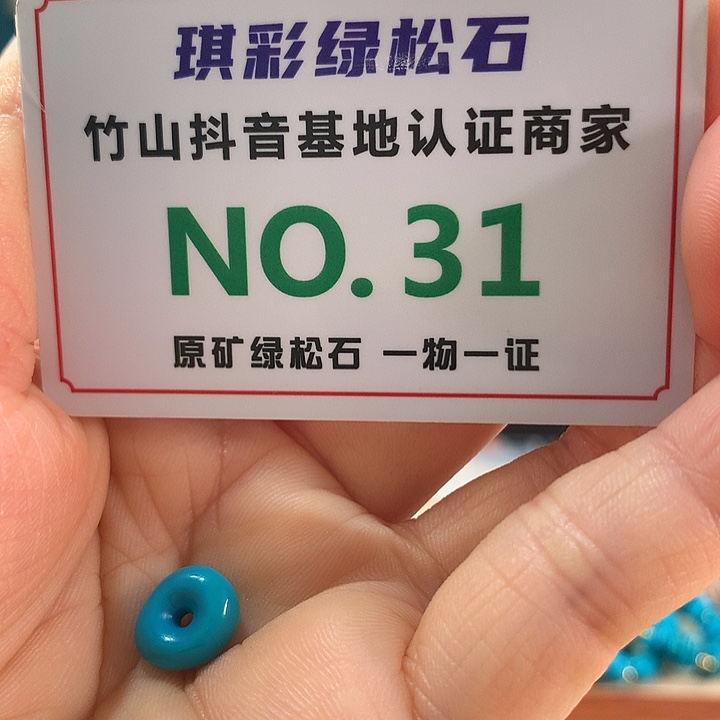 琪彩绿松石
竹山抖音基地认证商家
NO.31
原矿绿松石 一物一证